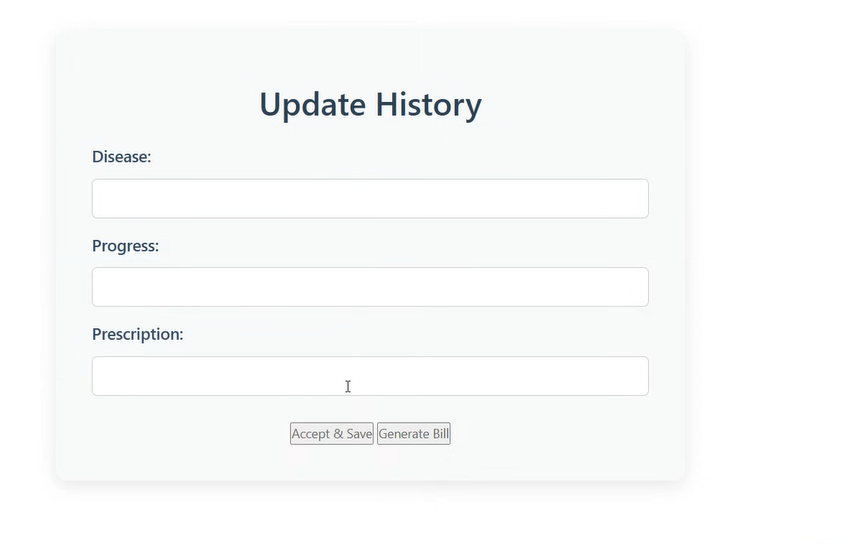 Update History
Disease:
Progress:
Prescription:
Accept & Save Generate Bill